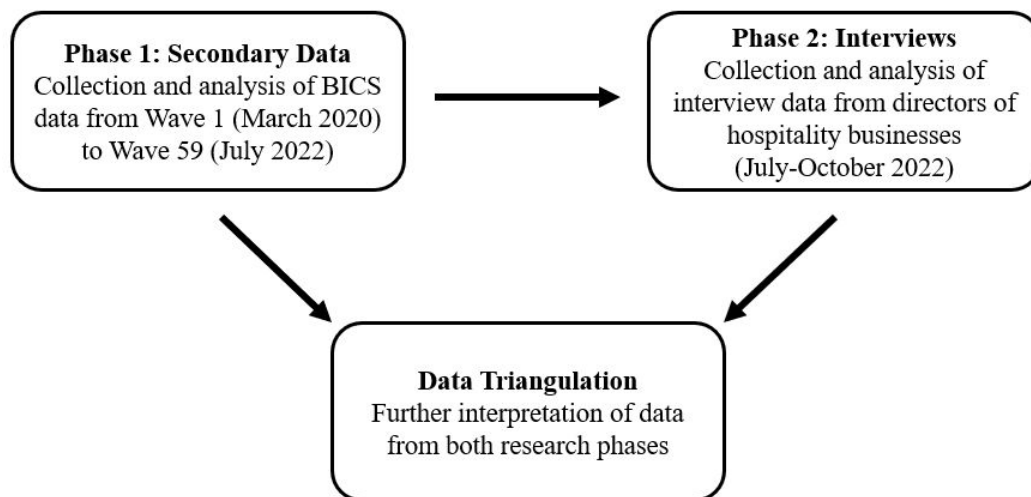 Phase 1: Secondary Data
Collection and analysis of BICS
data from Wave 1 (March 2020)
to Wave 59 (July 2022)
Phase 2: Interviews
Collection and analysis of
interview data from directors of
hospitality businesses
(July-October 2022)
Data Triangulation
Further interpretation of data
from both research phases